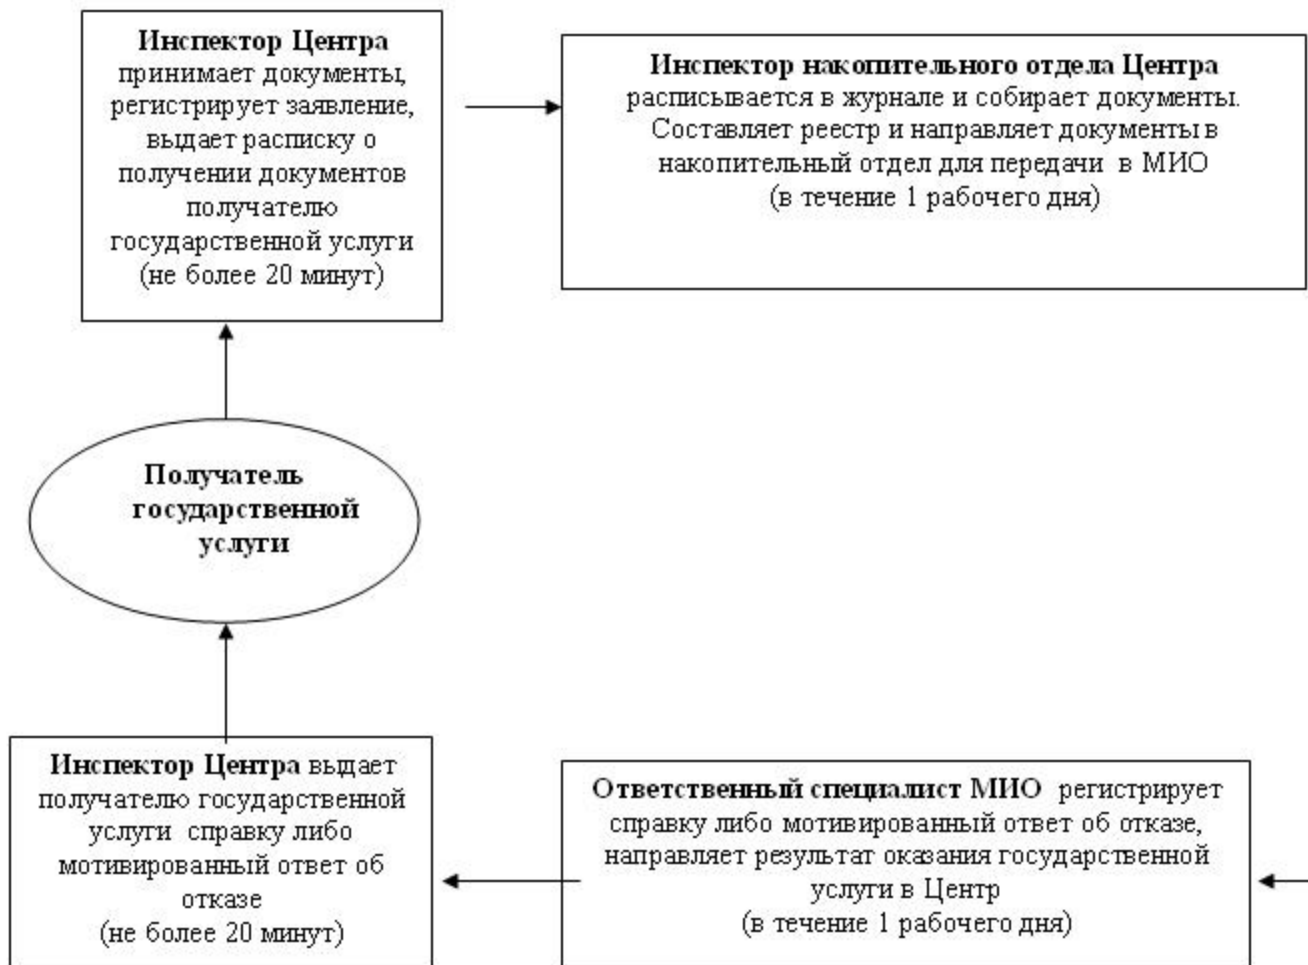 Инспектор Центра
принимает документы,
регистрирует заявление,
выдает расписку о
получении документов
получателю
государственной услуги
(не более 20 минут)
Инспектор накопительного отдела Центра
расписывается в журнале и собирает документы.
Составляет реестр и направляет документы в
накопительный отдел для передачи в МИО
(в течение 1 рабочего дня)
Получатель
государственной
услуги
Инспектор Центра выдает
получателю государственной
услуги справку либо
мотивированный ответ об
отказе
(не более 20 минут)
Ответственный специалист МИО регистрирует
справку либо мотивированный ответ об отказе,
направляет результат оказания государственной
услуги в Центр
(в течение 1 рабочего дня)